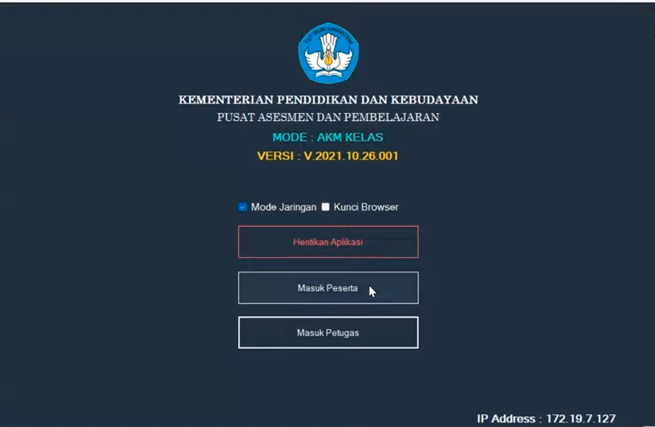 KEMENTERIAN PENDIDIKAN DAN KEBUDAYAAN
PUSAT ASESMEN DAN PEMBELAJARAN
MODE : AKM KELAS
VERSI : V.2021.10.26.001
Mode Jaringan Kunci Browser
Hentikan Aplikasi
Masuk Peserta
Masuk Petugas
IP Address : 172.19.7.127